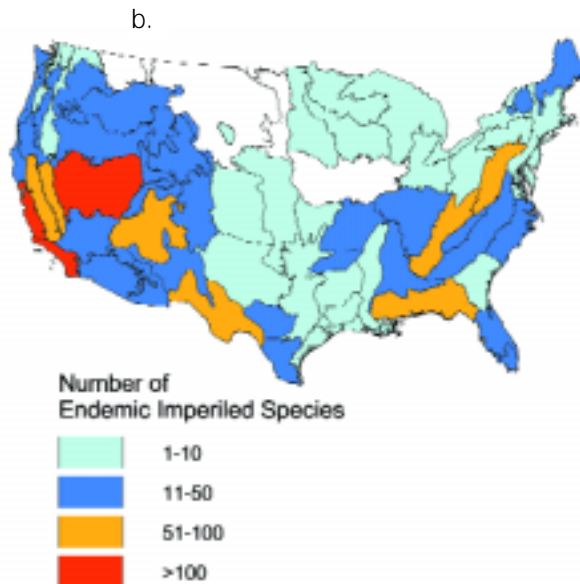 b.
Number of
Endemic Imperiled Species
1-10
11-50
51-100
>100